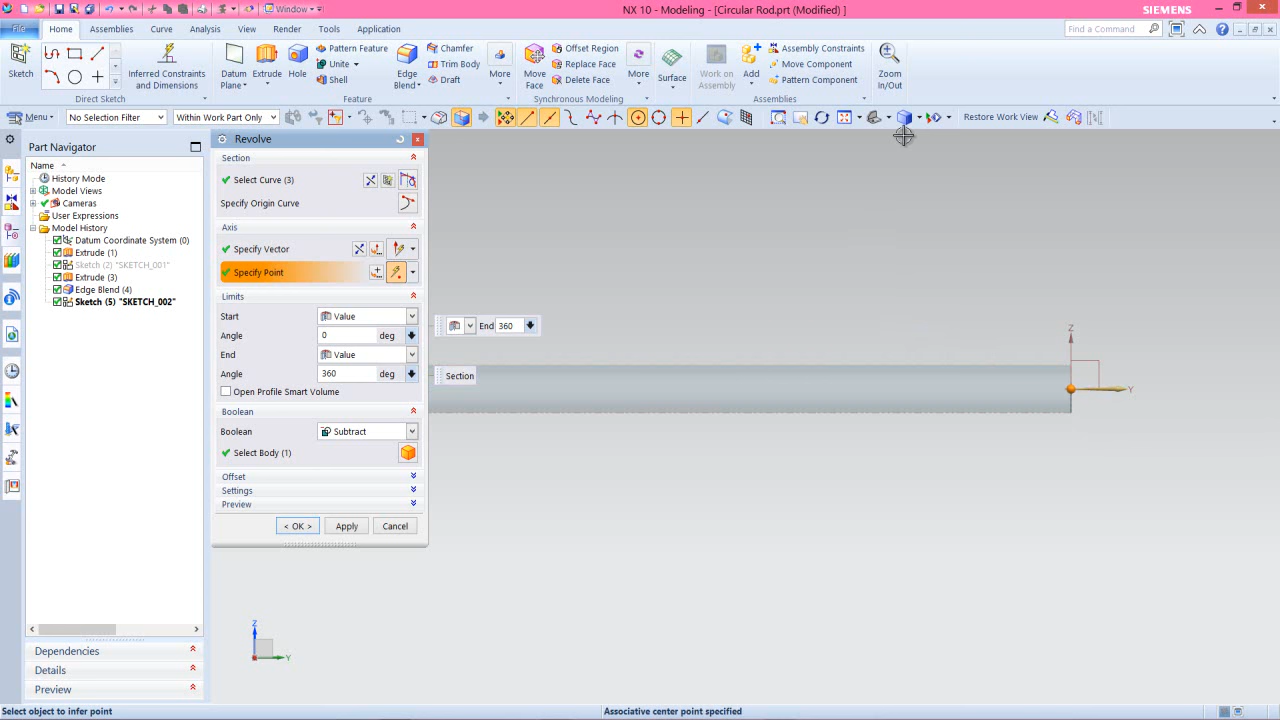 Window
NX 10 - Modeling - [Circular Rod.prt (Modified) ]
SIEMENS
File
Home
Assemblies
Curve
Analysis
View
Render
Tools
Application
Find a Command
Sketch
Direct Sketch
Inferred Constraints and Dimensions
Datum Plane
Extrude
Hole
Pattern Feature
Unite
Shell
Edge Blend
Chamfer
Trim Body
Draft
More
Feature
Move Face
Offset Region
Replace Face
Delete Face
More
Synchronous Modeling
Surface
Work on Assembly
Add
Assembly Constraints
Move Component
Pattern Component
Assemblies
Zoom In/Out
Menu
No Selection Filter
Within Work Part Only
Restore Work View
Part Navigator
Name
History Mode
Model Views
Cameras
User Expressions
Model History
Datum Coordinate System (0)
Extrude (1)
Sketch (2) "SKETCH_001"
Extrude (3)
Edge Blend (4)
Sketch (5) "SKETCH_002"
Dependencies
Details
Preview
Revolve
Section
Select Curve (3)
Specify Origin Curve
Axis
Specify Vector
Specify Point
Limits
Start Value
Angle 0 deg
End Value
Angle 360 deg
Open Profile Smart Volume
Boolean
Boolean Subtract
Select Body (1)
Offset
Settings
Preview
< OK > Apply Cancel
End 360
Section
Z
Y
Z
Y
Select object to infer point
Associative center point specified